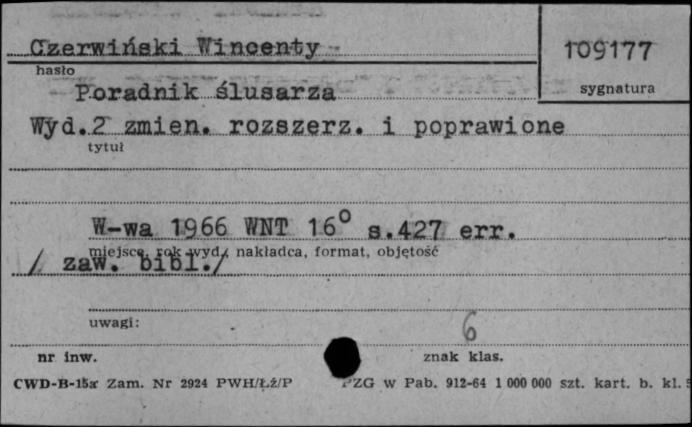 Czerwiński Wincenty
109177
hasło
sygnatura
Poradnik ślusarza
Wyd.2 zmien. rozszerz. i poprawione
tytuł
W-wa 1966 WNT 16° s.427 err.
miejsce, rok wyd., nakładca, format, objętość
/ zaw. bibl./
uwagi:
6
nr inw.
znak klas.
CWD-B-15x Zam. Nr 2924 PWH/Łź/P
PZG w Pab. 912-64 1 000 000 szt. kart. b. kl.